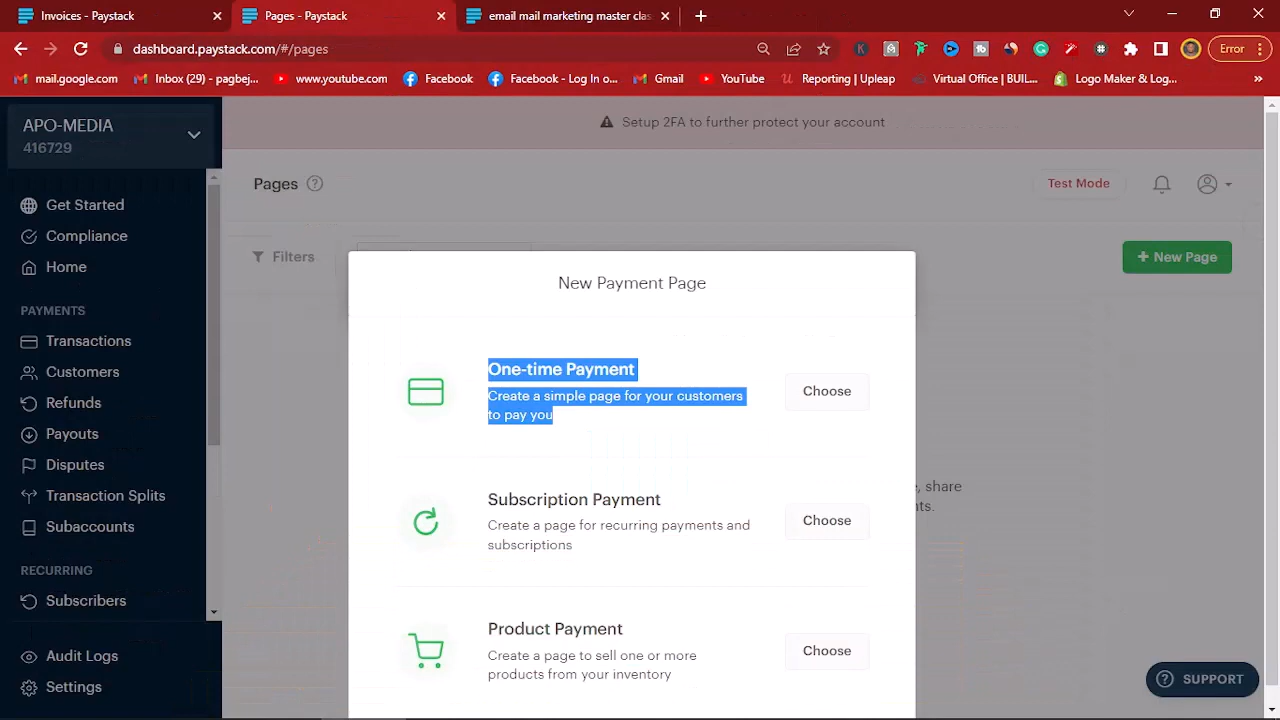 Invoices - Paystack
Pages - Paystack
email mail marketing master clas
dashboard.paystack.com/#/pages
Error
mail.google.com
Inbox (29) - pagbej...
www.youtube.com
Facebook
Facebook - Log In o...
Gmail
YouTube
Reporting | Upleap
Virtual Office | BUIL...
Logo Maker & Log...
APO-MEDIA
416729
Setup 2FA to further protect your account
Get Started
Compliance
Home
PAYMENTS
Transactions
Customers
Refunds
Payouts
Disputes
Transaction Splits
Subaccounts
RECURRING
Subscribers
Audit Logs
Settings
Pages
Test Mode
Filters
+ New Page
New Payment Page
One-time Payment
Create a simple page for your customers
to pay you
Choose
Subscription Payment
Create a page for recurring payments and
subscriptions
Choose
Product Payment
Create a page to sell one or more
products from your inventory
Choose
, share
SUPPORT